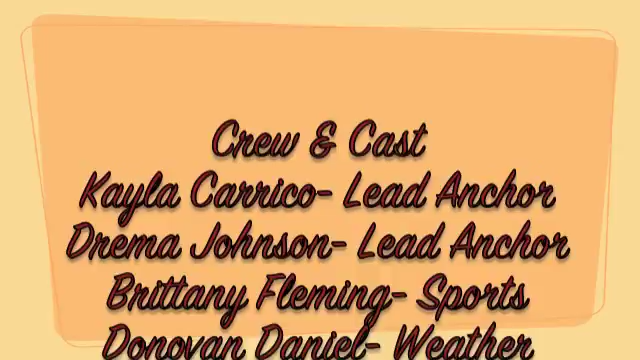 Crew & Cast
Kayla Carrico- Lead Anchor
Drema Johnson- Lead Anchor
Brittany Fleming- Sports
Donovan Daniel- Weather